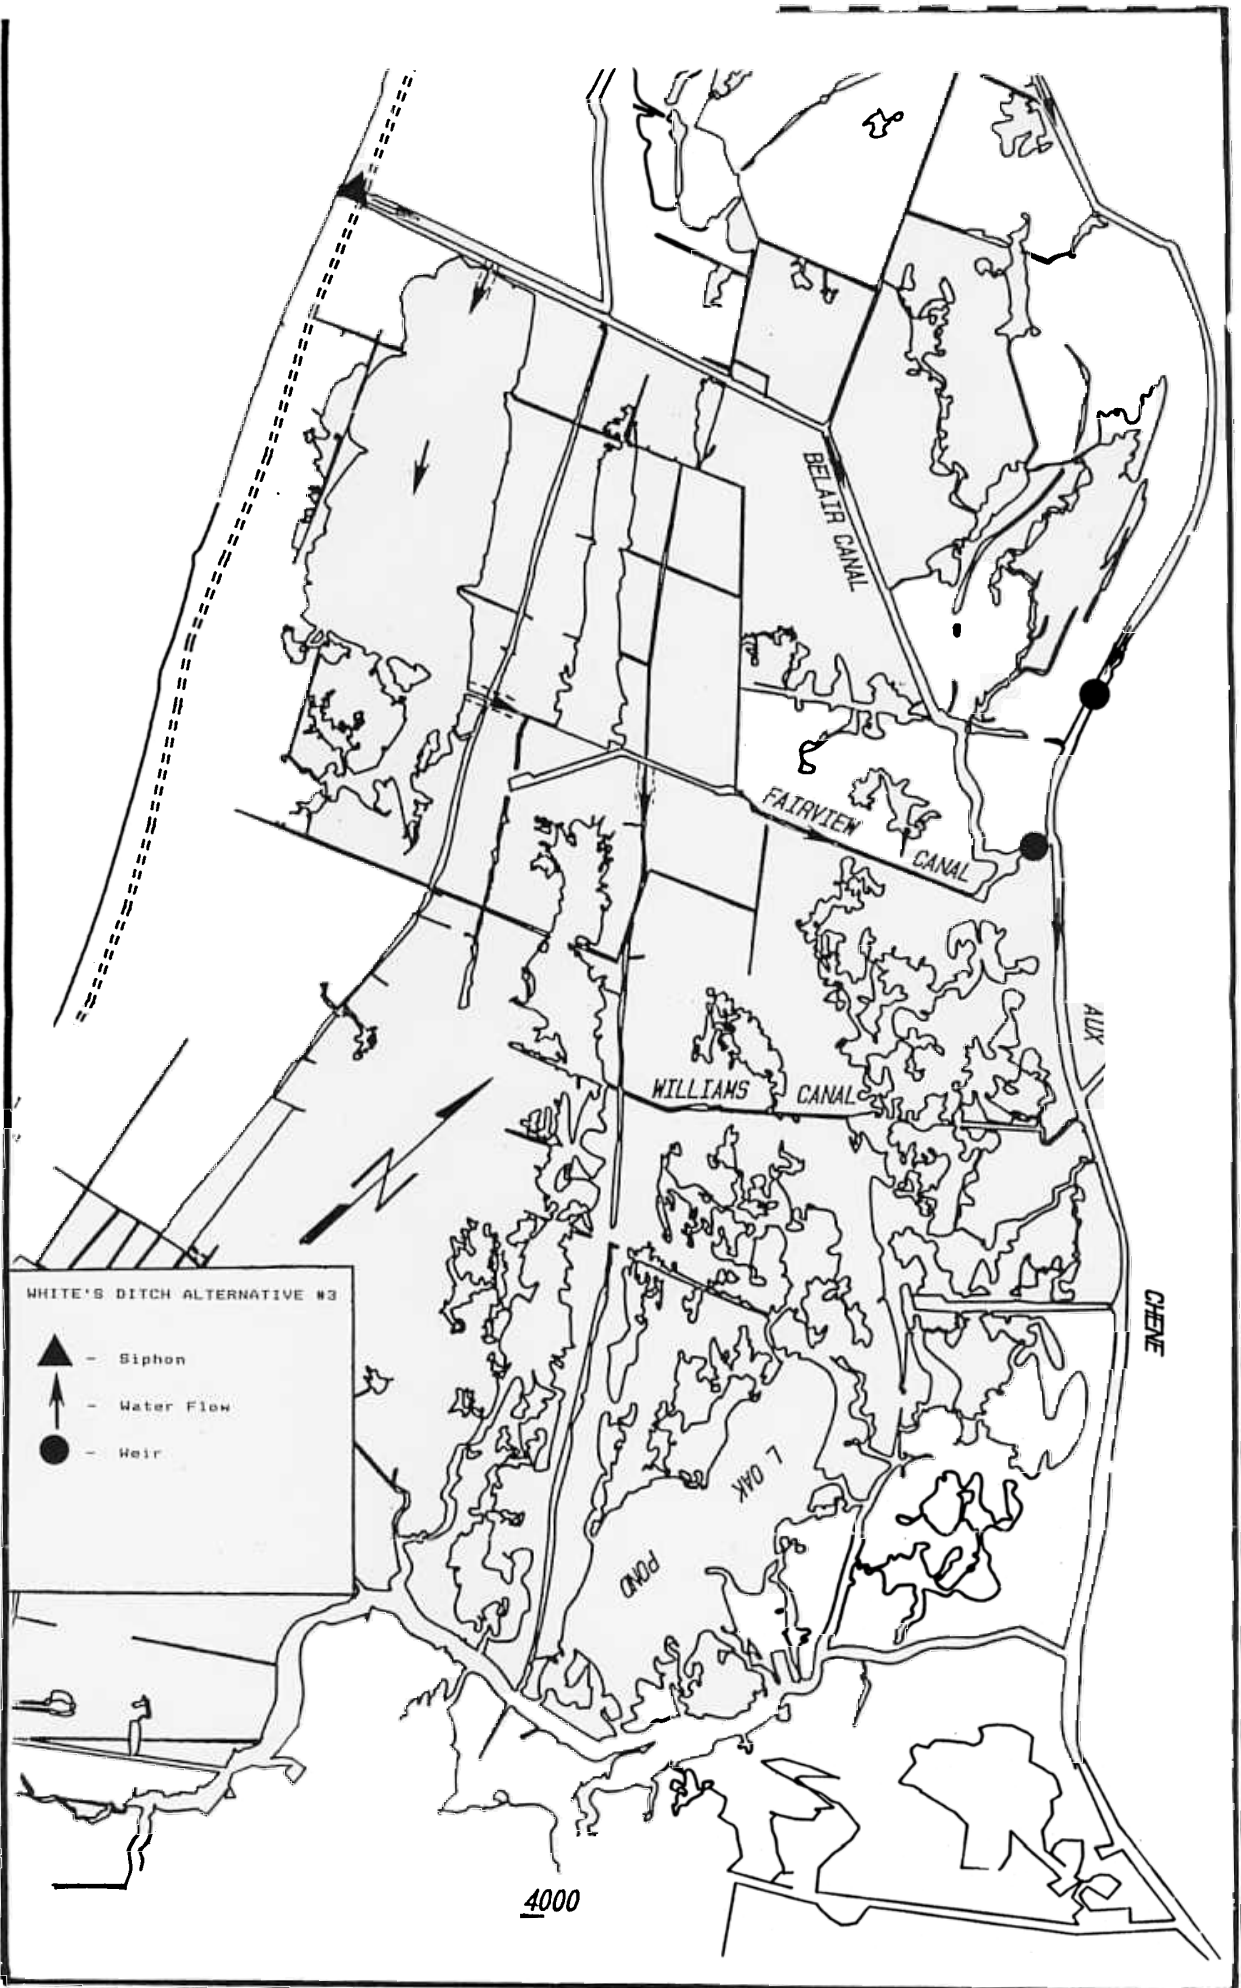 BELAIR CANAL
FAIRVIEW
CANAL
AUX
WILLIAMS CANAL
CHENE
WHITE'S DITCH ALTERNATIVE #3
- Siphon
- Water Flow
- Weir
L OAK
POND
4000